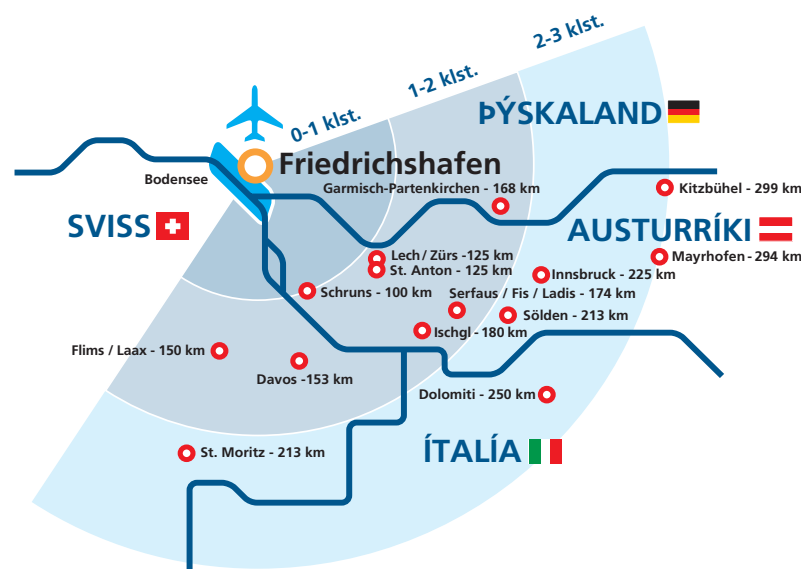 2-3 klst.
1-2 klst.
0-1 klst.
ÞÝSKALAND
Friedrichshafen
Bodensee
Garmisch-Partenkirchen - 168 km
Kitzbühel - 299 km
SVISS
AUSTURRÍKI
Lech / Zürs -125 km
St. Anton - 125 km
Mayrhofen - 294 km
Innsbruck - 225 km
Schruns - 100 km
Serfaus / Fis / Ladis - 174 km
Sölden - 213 km
Ischgl - 180 km
Flims / Laax - 150 km
Davos -153 km
Dolomiti - 250 km
St. Moritz - 213 km
ÍTALÍA